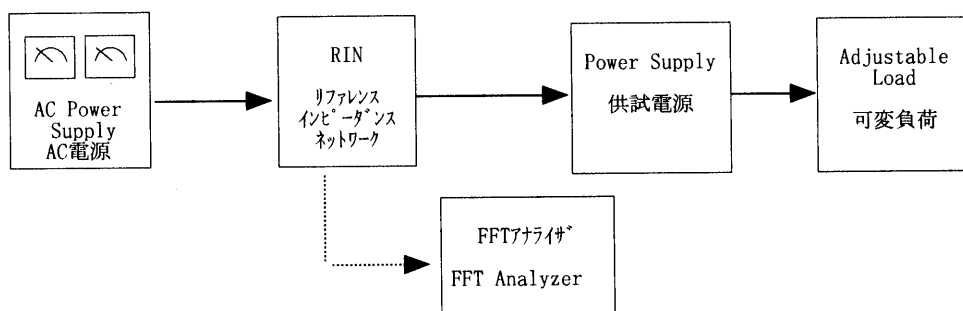 AC Power
Supply
AC電源
RIN
リファレンス
インピーダンス
ネットワーク
Power Supply
供試電源
Adjustable
Load
可変負荷
FFTアナライザ
FFT Analyzer